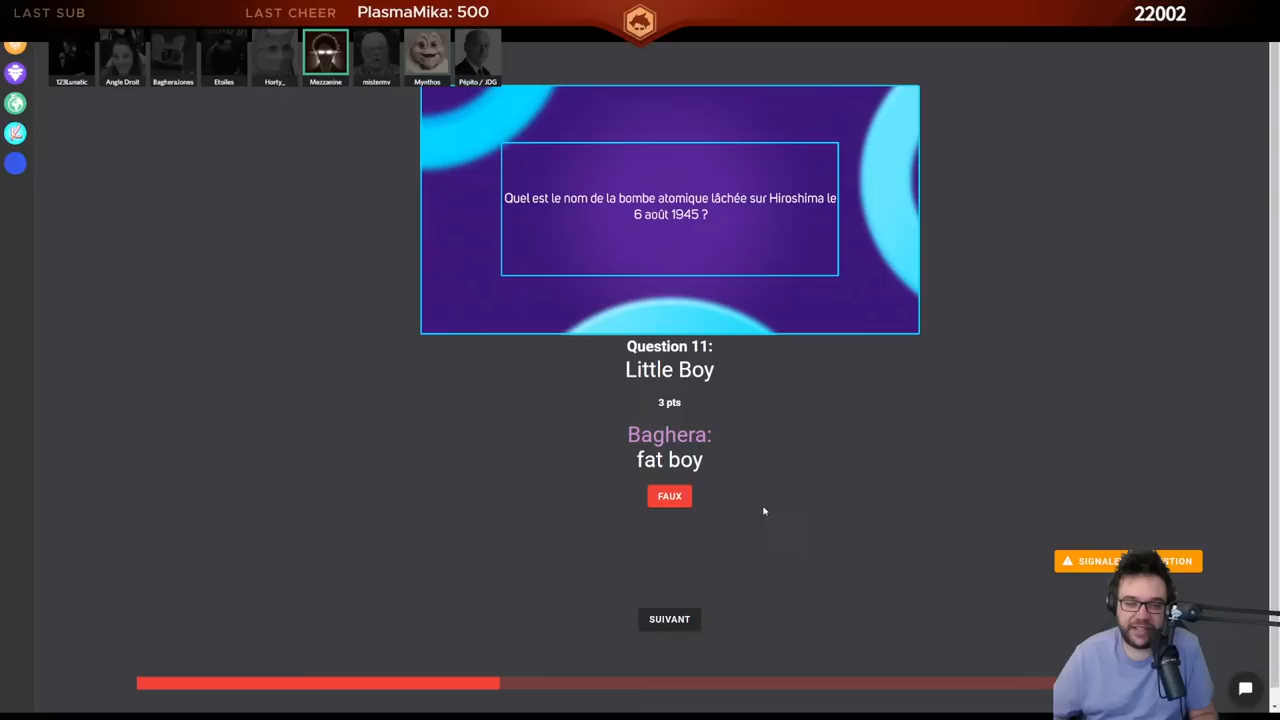 LAST SUB
LAST CHEER
PlasmaMika: 500
22002
123Lunatic
Angle Droit
BagheraJones
Etoiles
Horty_
Mezzanine
mistermv
Mynthos
Pépito / JDG
Quel est le nom de la bombe atomique lâchée sur Hiroshima le
6 août 1945 ?
Question 11:
Little Boy
3 pts
Baghera:
fat boy
FAUX
SUIVANT